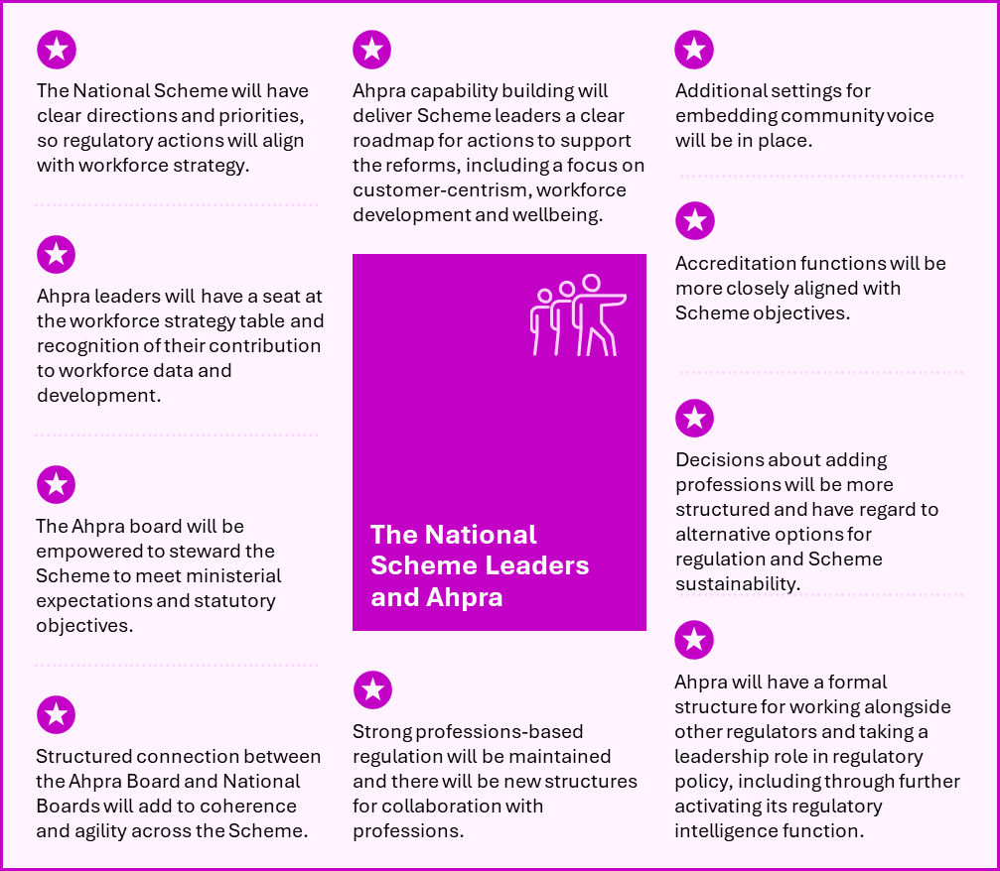 The National Scheme will have
clear directions and priorities,
so regulatory actions will align
with workforce strategy.
Ahpra leaders will have a seat at
the workforce strategy table and
recognition of their contribution
to workforce data and
development.
The Ahpra board will be
empowered to steward the
Scheme to meet ministerial
expectations and statutory
objectives.
Structured connection between
the Ahpra Board and National
Boards will add to coherence
and agility across the Scheme.
Ahpra capability building will
deliver Scheme leaders a clear
roadmap for actions to support
the reforms, including a focus on
customer-centrism, workforce
development and wellbeing.
The National
Scheme Leaders
and Ahpra
Strong professions-based
regulation will be maintained
and there will be new structures
for collaboration with
professions.
Additional settings for
embedding community voice
will be in place.
Accreditation functions will be
more closely aligned with
Scheme objectives.
Decisions about adding
professions will be more
structured and have regard to
alternative options for
regulation and Scheme
sustainability.
Ahpra will have a formal
structure for working alongside
other regulators and taking a
leadership role in regulatory
policy, including through further
activating its regulatory
intelligence function.